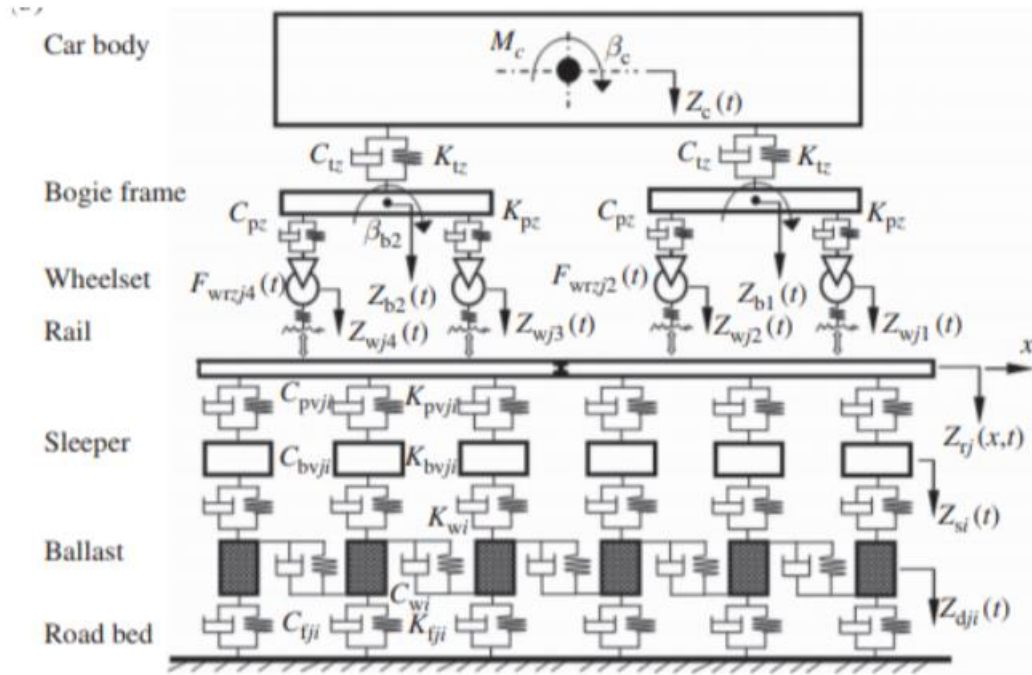 Car body
M_c
β_c
Z_c(t)
C_tz
K_tz
C_tz
K_tz
Bogie frame
C_pz
β_b2
K_pz
C_pz
K_pz
Wheelset
F_wrzj4(t)
Z_b2(t)
F_wrzj2(t)
Z_b1(t)
Rail
Z_wj4(t)
Z_wj3(t)
Z_wj2(t)
Z_wj1(t)
x
C_pvji
K_pvji
Z_rj(x,t)
Sleeper
C_bvji
K_bvji
K_wi
Z_si(t)
Ballast
C_wi
Z_dji(t)
Road bed
C_fji
K_fji